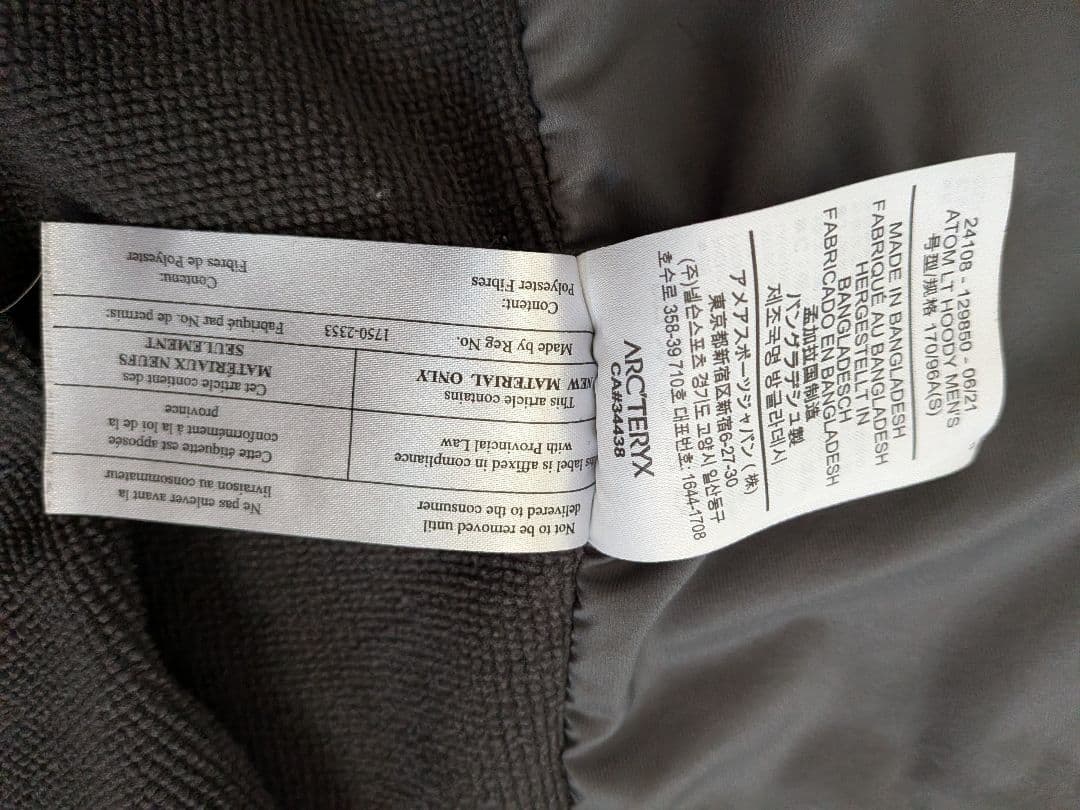 24108 - 129850 - 06/21
ATOM LT HOODY MEN'S
号型/规格 170/96A(S)
MADE IN BANGLADESH
FABRIQUÉ AU BANGLADESH
HERGESTELLT IN
BANGLADESCH
FABRICADO EN BANGLADESH
孟加拉国制造
バングラデシュ製
제조국명 방글라데시
アメアスポーツジャパン (株)
東京都新宿区新宿6-27-30
(주)넬슨스포츠 경기도 고양시 일산동구
호수로 358-39 710호 대표번호: 1644-1708
ARC'TERYX
CA#34438
Not to be removed until
delivered to the consumer
Ne pas enlever avant la
livraison au consommateur
label is affixed in compliance
with Provincial Law
Cette étiquette est apposée
conformément à la loi de la
province
This article contains
NEW MATERIAL ONLY
Cet article contient des
MATERIAUX NEUFS
SEULEMENT
Made by Reg No.
1750-2353
Fabriqué par No. de permis:
Content:
Polyester Fibres
Contenu:
Fibres de Polyester